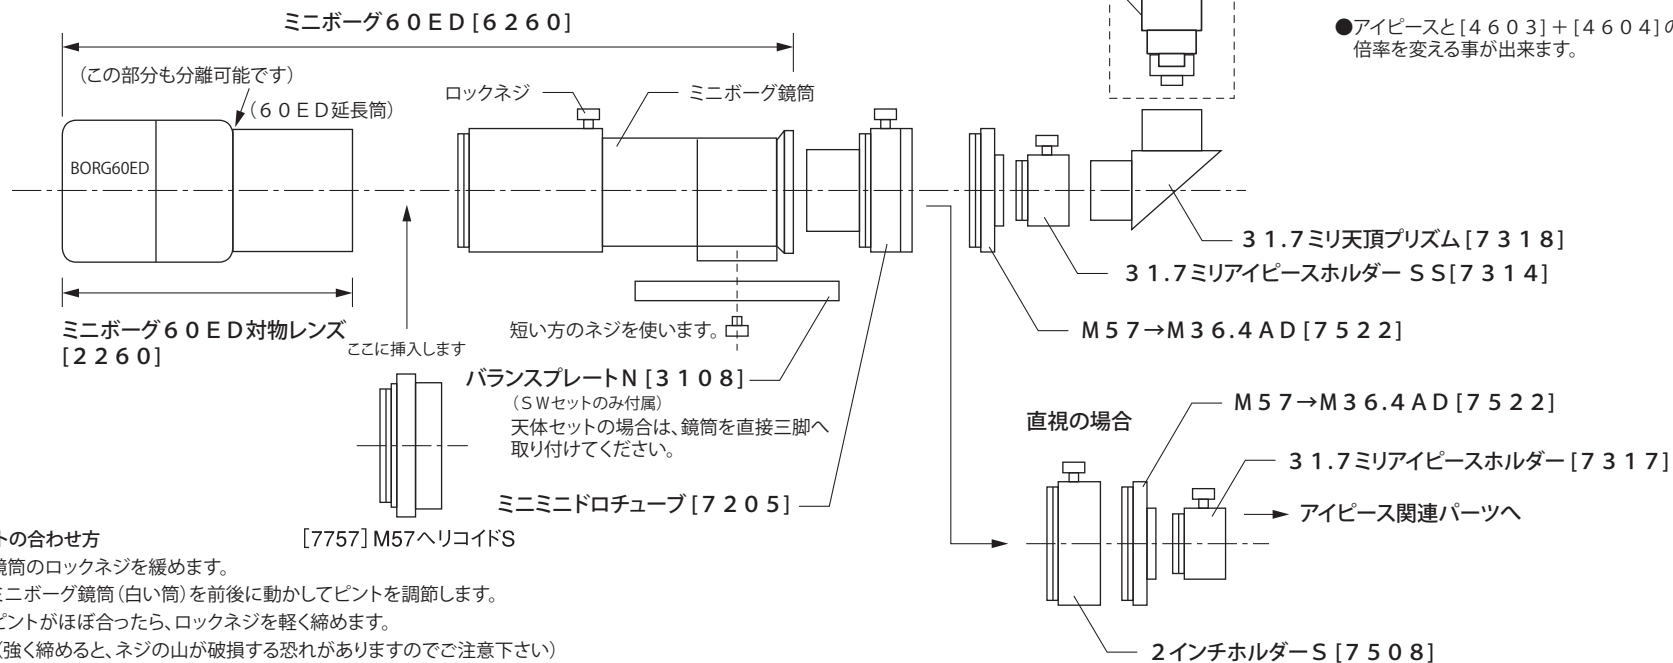 ミニボーグ60ED[6260]
●アイピースと[4603]+[4604]の
倍率を変える事が出来ます。
(この部分も分離可能です)
(60ED延長筒)
ロックネジ
ミニボーグ鏡筒
BORG60ED
31.7ミリ天頂プリズム[7318]
31.7ミリアイピースホルダーSS[7314]
M57→M36.4AD[7522]
ミニボーグ60ED対物レンズ
[2260]
ここに挿入します
短い方のネジを使います。
バランスプレートN[3108]
(SWセットのみ付属)
天体セットの場合は、鏡筒を直接三脚へ
取り付けてください。
ミニミニドロチューブ[7205]
[7757]M57ヘリコイドS
直視の場合
M57→M36.4AD[7522]
31.7ミリアイピースホルダー[7317]
アイピース関連パーツへ
2インチホルダーS[7508]
トの合わせ方
鏡筒のロックネジを緩めます。
ミニボーグ鏡筒(白い筒)を前後に動かしてピントを調節します。
ピントがほぼ合ったら、ロックネジを軽く締めます。
(強く締めると、ネジの山が破損する恐れがありますのでご注意下さい)